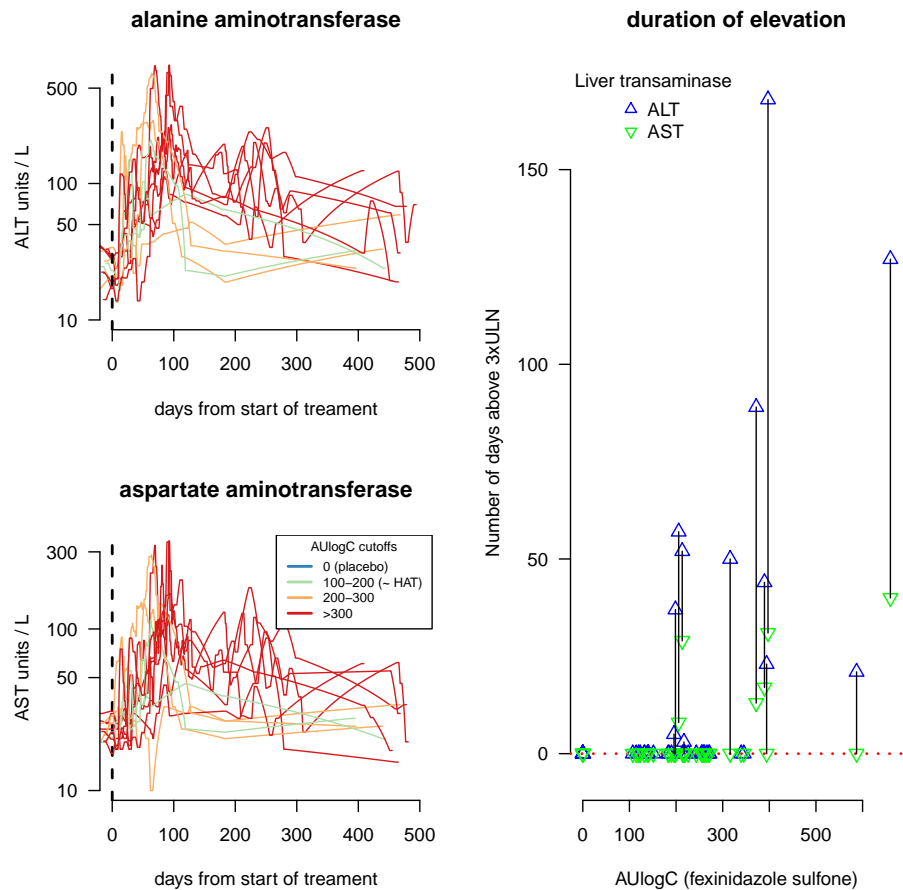 alanine aminotransferase
ALT units / L
500
100
50
10
0 100 200 300 400 500
days from start of treament
aspartate aminotransferase
AST units / L
300
100
50
10
AUlogC cutoffs
0 (placebo)
100–200 (~ HAT)
200–300
>300
0 100 200 300 400 500
days from start of treament
duration of elevation
Liver transaminase
ALT
AST
Number of days above 3xULN
150
100
50
0
0 100 300 500
AUlogC (fexinidazole sulfone)